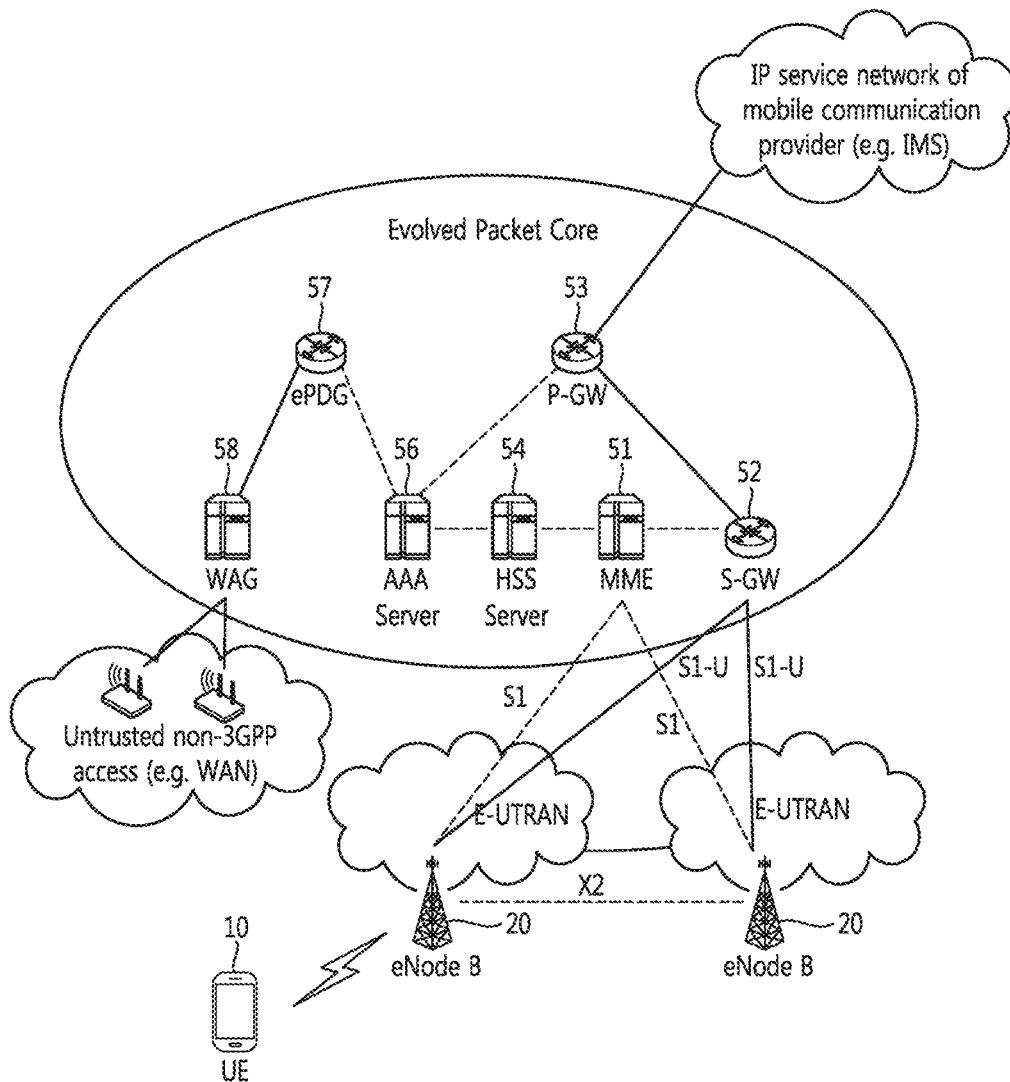 IP service network of
mobile communication
provider (e.g. IMS)
Evolved Packet Core
57
53
ePDG
P-GW
58
56
54
51
52
WAG
AAA
Server
HSS
Server
MME
S-GW
S1
S1-U
S1-U
S1
Untrusted non-3GPP
access (e.g. WAN)
E-UTRAN
E-UTRAN
X2
10
20
20
eNode B
eNode B
UE